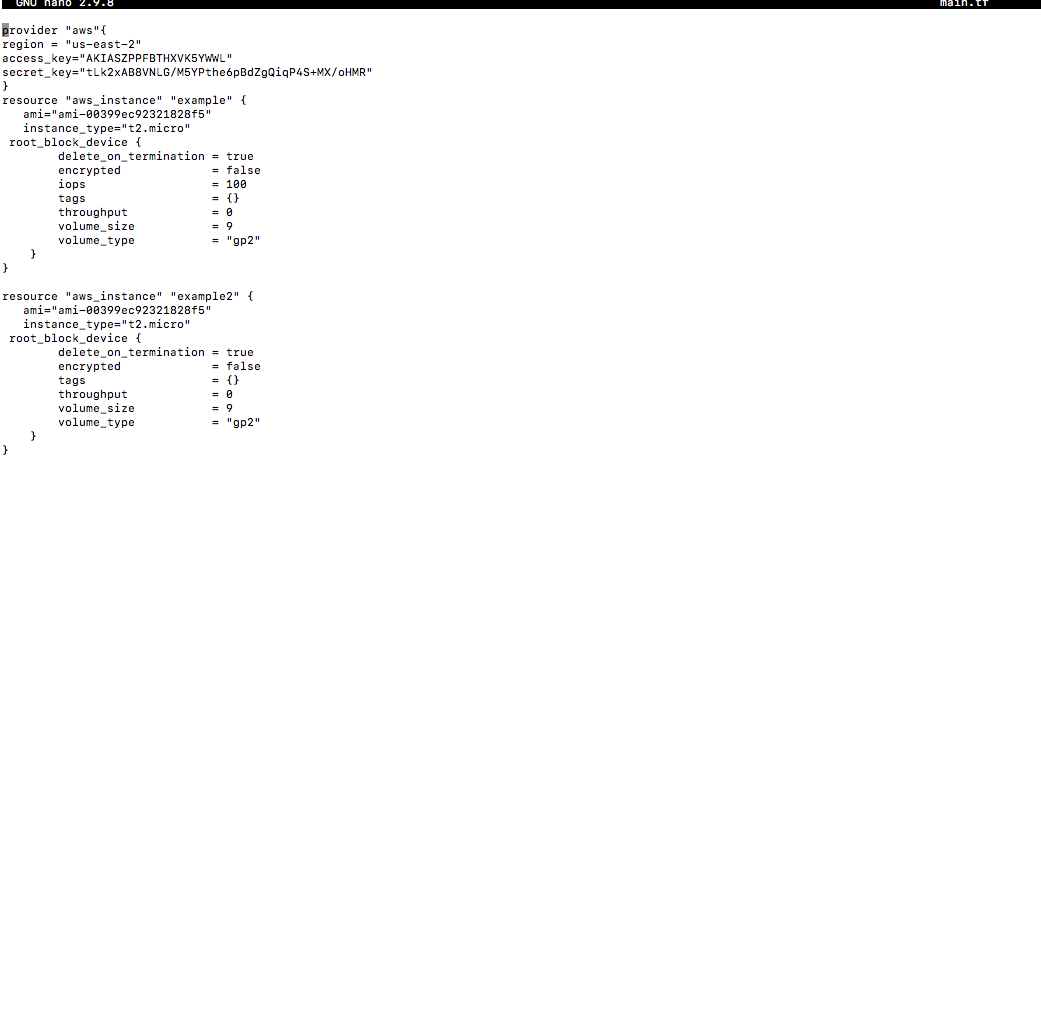 GNU nano 2.9.8 main.tf
provider "aws"{
region = "us-east-2"
access_key="AKIASZPPFBTHXVK5YWWL"
secret_key="tLk2xAB8VNLG/M5YPthe6pBdZgQiqP4S+MX/oHMR"
}
resource "aws_instance" "example" {
   ami="ami-00399ec92321828f5"
   instance_type="t2.micro"
 root_block_device {
        delete_on_termination = true
        encrypted             = false
        iops                  = 100
        tags                  = {}
        throughput            = 0
        volume_size           = 9
        volume_type           = "gp2"
    }
}
resource "aws_instance" "example2" {
   ami="ami-00399ec92321828f5"
   instance_type="t2.micro"
 root_block_device {
        delete_on_termination = true
        encrypted             = false
        tags                  = {}
        throughput            = 0
        volume_size           = 9
        volume_type           = "gp2"
    }
}